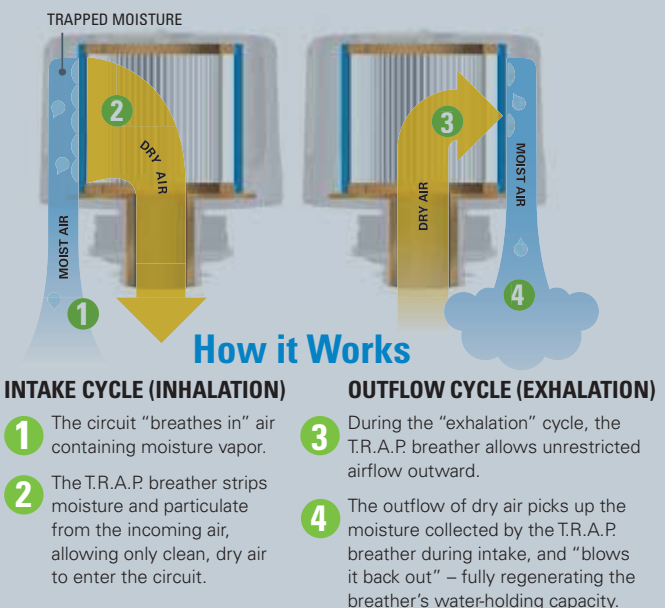 TRAPPED MOISTURE
2
DRY AIR
MOIST AIR
1
3
DRY AIR
MOIST AIR
4
How it Works
INTAKE CYCLE (INHALATION)
1
The circuit “breathes in” air
containing moisture vapor.
2
The T.R.A.P. breather strips
moisture and particulate
from the incoming air,
allowing only clean, dry air
to enter the circuit.
OUTFLOW CYCLE (EXHALATION)
3
During the “exhalation” cycle, the
T.R.A.P. breather allows unrestricted
airflow outward.
4
The outflow of dry air picks up the
moisture collected by the T.R.A.P.
breather during intake, and “blows
it back out” – fully regenerating the
breather’s water-holding capacity.